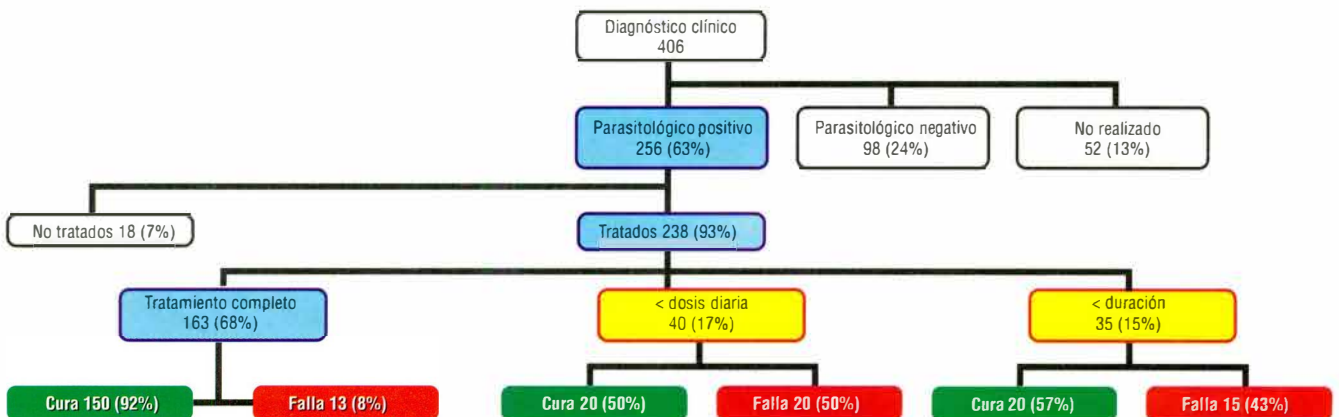 Diagnóstico clínico
406
Parasitológico positivo
256 (63%)
Parasitológico negativo
98 (24%)
No realizado
52 (13%)
No tratados 18 (7%)
Tratados 238 (93%)
Tratamiento completo
163 (68%)
< dosis diaria
40 (17%)
< duración
35 (15%)
Cura 150 (92%)
Falla 13 (8%)
Cura 20 (50%)
Falla 20 (50%)
Cura 20 (57%)
Falla 15 (43%)